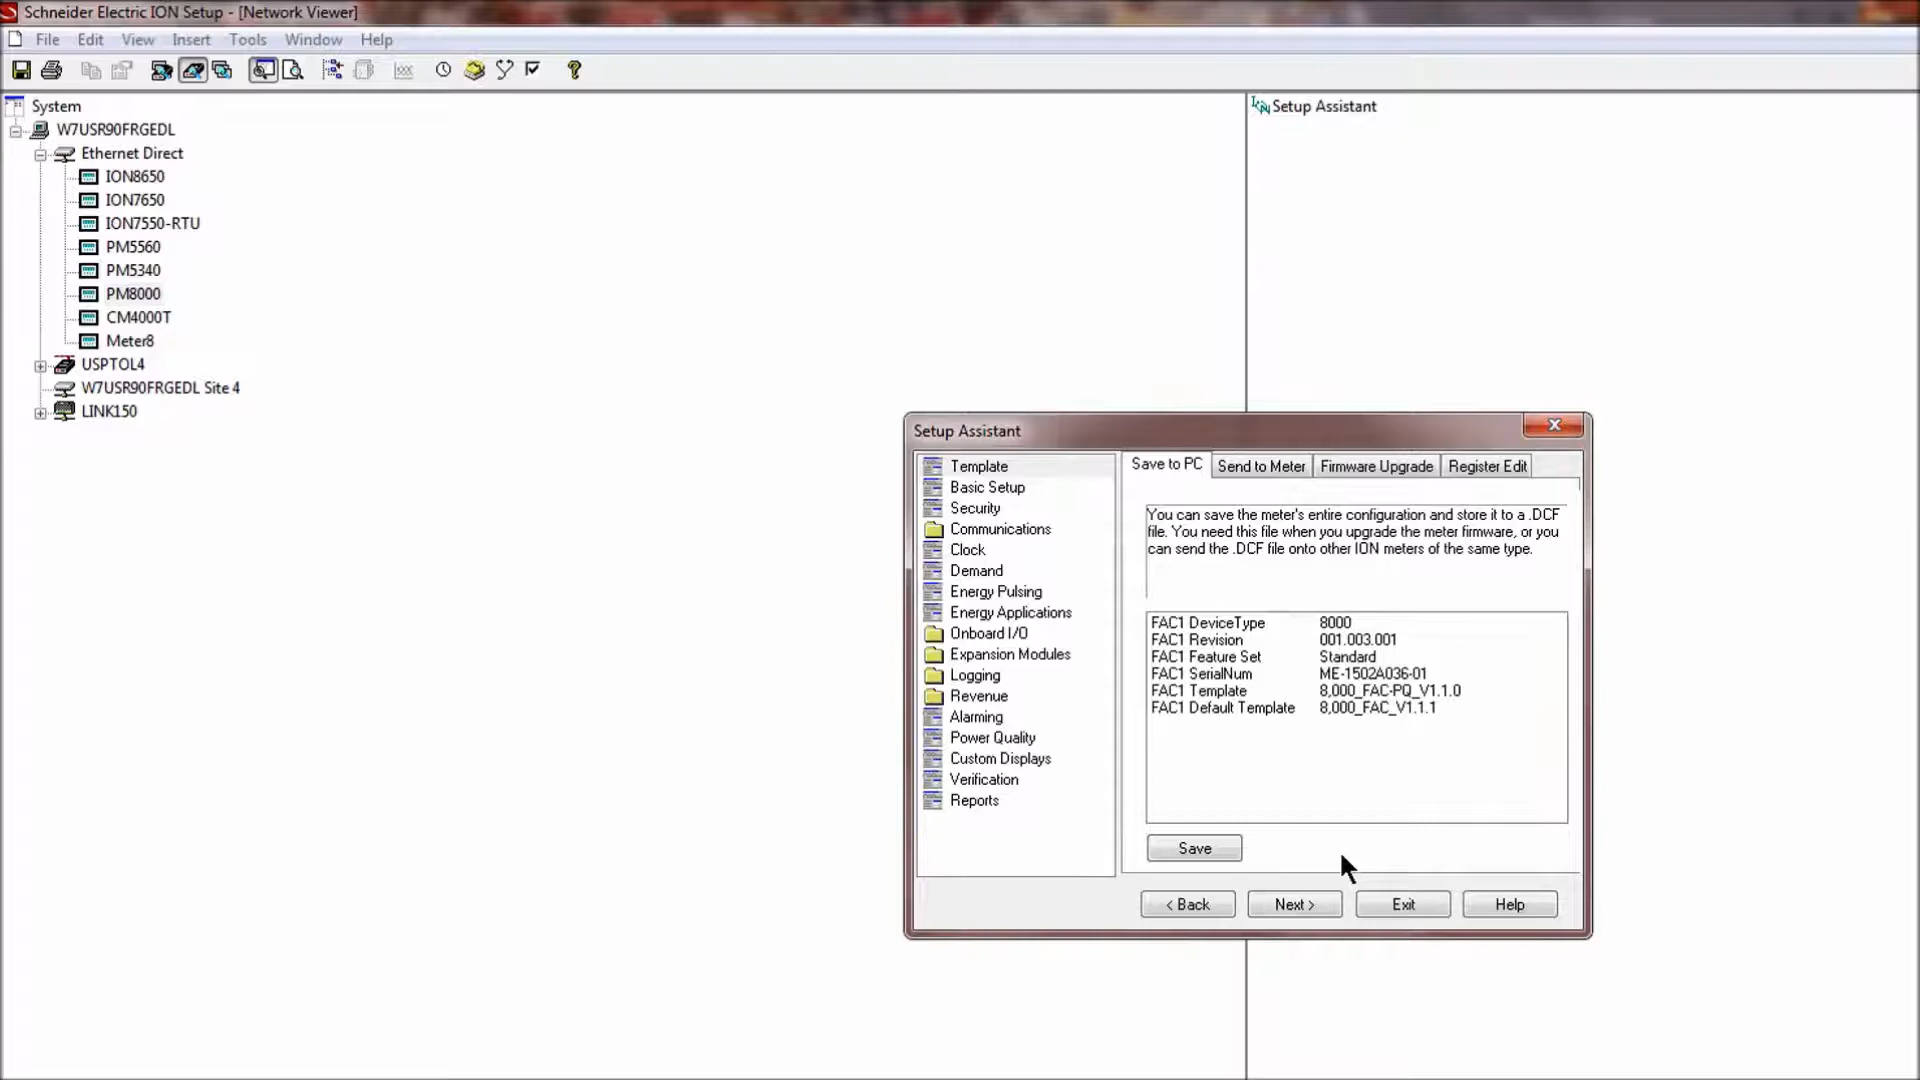 Schneider Electric ION Setup - [Network Viewer]
File Edit View Insert Tools Window Help
System
W7USR90FRGEDL
Ethernet Direct
ION8650
ION7650
ION7550-RTU
PM5560
PM5340
PM8000
CM4000T
Meter8
USPTOL4
W7USR90FRGEDL Site 4
LINK150
Setup Assistant
Setup Assistant
Template
Basic Setup
Security
Communications
Clock
Demand
Energy Pulsing
Energy Applications
Onboard I/O
Expansion Modules
Logging
Revenue
Alarming
Power Quality
Custom Displays
Verification
Reports
Save to PC Send to Meter Firmware Upgrade Register Edit
You can save the meter's entire configuration and store it to a .DCF
file. You need this file when you upgrade the meter firmware, or you
can send the .DCF file onto other ION meters of the same type.
FAC1 DeviceType 8000
FAC1 Revision 001.003.001
FAC1 Feature Set Standard
FAC1 SerialNum ME-1502A036-01
FAC1 Template 8,000_FAC-PQ_V1.1.0
FAC1 Default Template 8,000_FAC_V1.1.1
Save
< Back Next > Exit Help